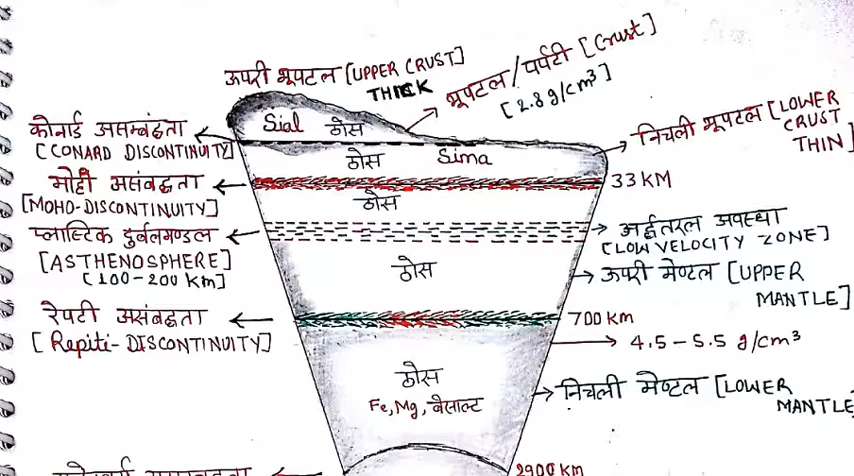 ऊपरी भूपटल [UPPER CRUST]
THICK
भूपटल/पर्पटी [Crust]
[2.8 g/cm³]
कोनार्ड असम्बद्धता
[CONARD DISCONTINUITY]
Sial ठोस
ठोस Sima
निचली भूपटल [LOWER
CRUST
THIN]
मोहो असंबद्धता
[MOHO-DISCONTINUITY]
33 KM
ठोस
प्लास्टिक दुर्बलमण्डल
[ASTHENOSPHERE]
[100-200 Km]
अर्द्धतरल अवस्था
[LOW VELOCITY ZONE]
ठोस
ऊपरी मेण्टल [UPPER
MANTLE]
रेपटी असंबद्धता
[Repiti-DISCONTINUITY]
700 KM
4.5-5.5 g/cm³
ठोस
Fe, Mg, बेसाल्ट
निचली मेण्टल [LOWER
MANTLE]
2900 KM